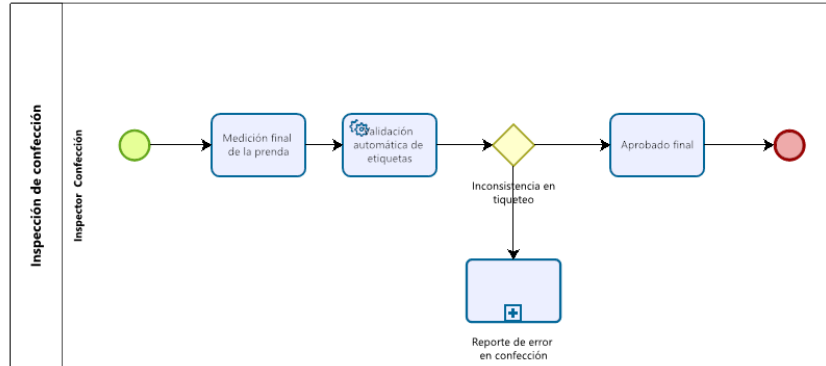 Inspección de confección
Inspector Confección
Medición final
de la prenda
Validación
automática de
etiquetas
Inconsistencia en
tiqueteo
Aprobado final
Reporte de error
en confección